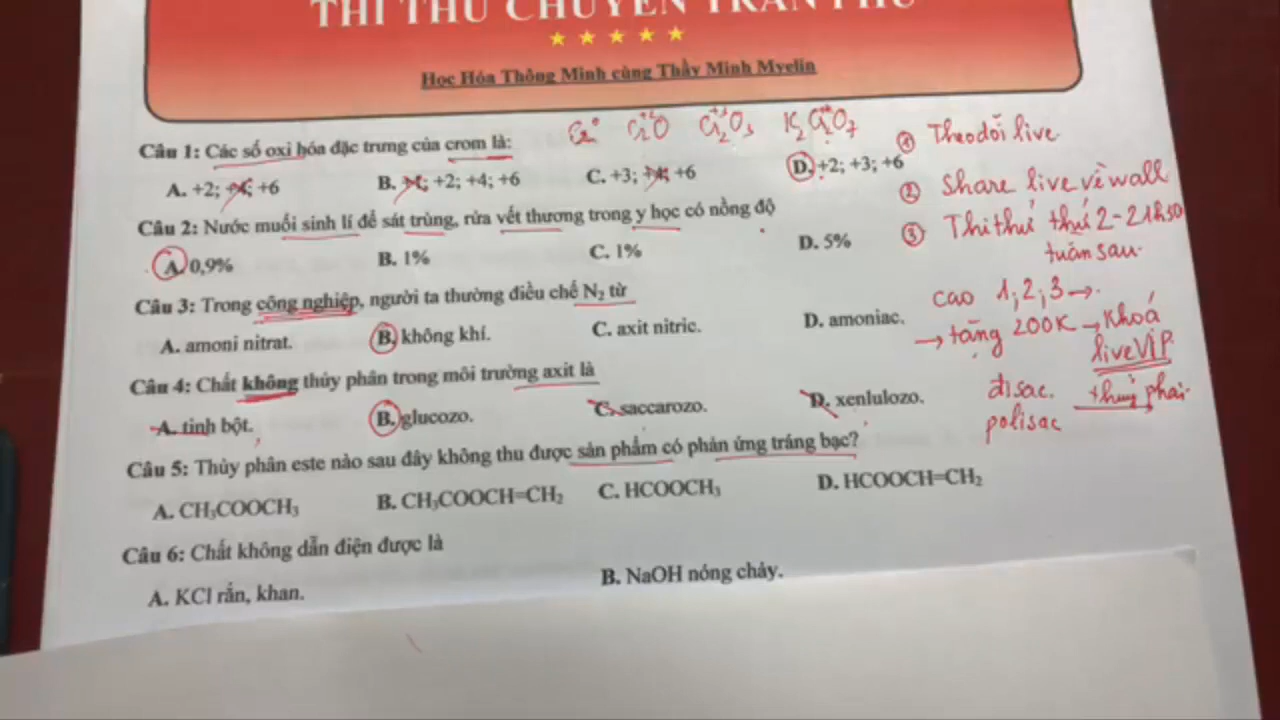 THI THỬ CHUYÊN TRẦN PHÚ
Học Hóa Thông Minh cùng Thầy Minh Myelin
Cr⁰ Cr⁺²O Cr₂⁺³O₃ K₂Cr₂⁺⁶O₇
Câu 1: Các số oxi hóa đặc trưng của crom là:
A. +2; +4; +6 B. +1; +2; +4; +6 C. +3; +4; +6 D. +2; +3; +6
① Theo dõi live
② Share live về wall
③ Thi thử thứ 2 - 21h30
tuần sau
Câu 2: Nước muối sinh lí để sát trùng, rửa vết thương trong y học có nồng độ
A. 0,9% B. 1% C. 1% D. 5%
Câu 3: Trong công nghiệp, người ta thường điều chế N₂ từ
A. amoni nitrat. B. không khí. C. axit nitric. D. amoniac.
cao 1, 2, 3 →
→ tặng 200K → Khoá
live VIP
Câu 4: Chất không thủy phân trong môi trường axit là
A. tinh bột. B. glucozo. C. saccarozo. D. xenlulozo.
đisac. thuỷ phân
polisac
Câu 5: Thủy phân este nào sau đây không thu được sản phẩm có phản ứng tráng bạc?
A. CH₃COOCH₃ B. CH₃COOCH=CH₂ C. HCOOCH₃ D. HCOOCH=CH₂
Câu 6: Chất không dẫn điện được là
A. KCl rắn, khan. B. NaOH nóng chảy.